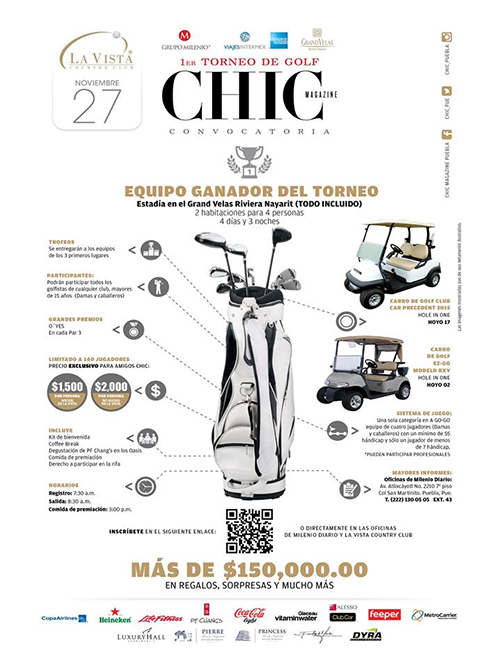 LA VISTA
COUNTRY CLUB
NOVIEMBRE
27
GRUPO MILENIO
VIAJES INTERMEX
AMERICAN EXPRESS
GRAND VELAS
1ER TORNEO DE GOLF
CHIC
MAGAZINE
CONVOCATORIA
CHIC_PUEBLA
CHIC_PUE
CHIC MAGAZINE PUEBLA
1
EQUIPO GANADOR DEL TORNEO
Estadía en el Grand Velas Riviera Nayarit (TODO INCLUIDO)
2 habitaciones para 4 personas
4 días y 3 noches
TROFEOS
Se entregarán a los equipos
de los 3 primeros lugares
PARTICIPANTES:
Podrán participar todos los
golfistas de cualquier club, mayores
de 15 años (Damas y caballeros)
GRANDES PREMIOS
O´YES
En cada Par 3
LIMITADO A 140 JUGADORES
PRECIO EXCLUSIVO PARA AMIGOS CHIC:
$1,500
POR PERSONA
SOCIOS
DE LA VISTA
$2,000
POR PERSONA
NO SOCIOS
DE LA VISTA
$
INCLUYE
Kit de bienvenida
Coffee Break
Degustación de PF Chang's en los Oasis
Comida de premiación
Derecho a participar en la rifa
HORARIOS
Registro: 7:30 a.m.
Salida: 8:30 a.m.
Comida de premiación: 3:00 p.m.
CARRO DE GOLF CLUB
CAR PRECEDENT 2015
HOLE IN ONE
HOYO 17
CARRO
DE GOLF
EZ-GO
MODELO RXV
HOLE IN ONE
HOYO 02
SISTEMA DE JUEGO:
Una sola categoría en A GO-GO
equipo de cuatro jugadores (Damas
y caballeros) con un mínimo de 55
hándicap y sólo un jugador de menos
de 7 hándicap.
*PUEDEN PARTICIPAR PROFESIONALES
MAYORES INFORMES:
Oficinas de Milenio Diario:
Av. Atlixcáyotl No. 2210 7º piso
Col San Martinito. Puebla, Pue.
T. (222) 130 05 05 EXT. 43
Las imágenes mostradas son de uso meramente ilustrativo.
INSCRÍBETE EN EL SIGUIENTE ENLACE:
O DIRECTAMENTE EN LAS OFICINAS
DE MILENIO DIARIO Y LA VISTA COUNTRY CLUB
MÁS DE $150,000.00
EN REGALOS, SORPRESAS Y MUCHO MÁS
CopaAirlines
Heineken
Life Fitness
P.F. CHANG'S
Coca-Cola
light
Glaceau
vitaminwater
ALESSO
Club Car
feeper
MetroCarrier
LUXURY HALL
PIERRE
PRINCESS
DYRA